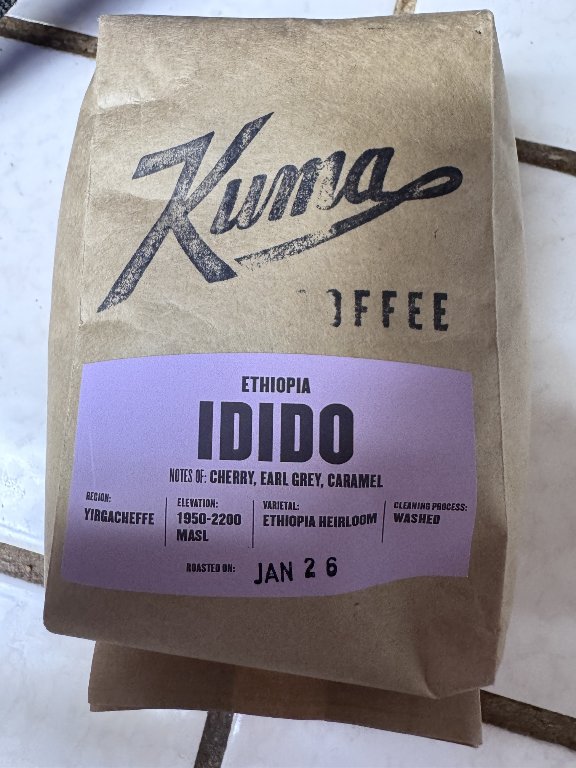 Kuma
OFFEE
ETHIOPIA
IDIDO
NOTES OF: CHERRY, EARL GREY, CARAMEL
REGION:
YIRGACHEFFE
ELEVATION:
1950-2200
MASL
VARIETAL:
ETHIOPIA HEIRLOOM
CLEANING PROCESS:
WASHED
ROASTED ON: JAN 26